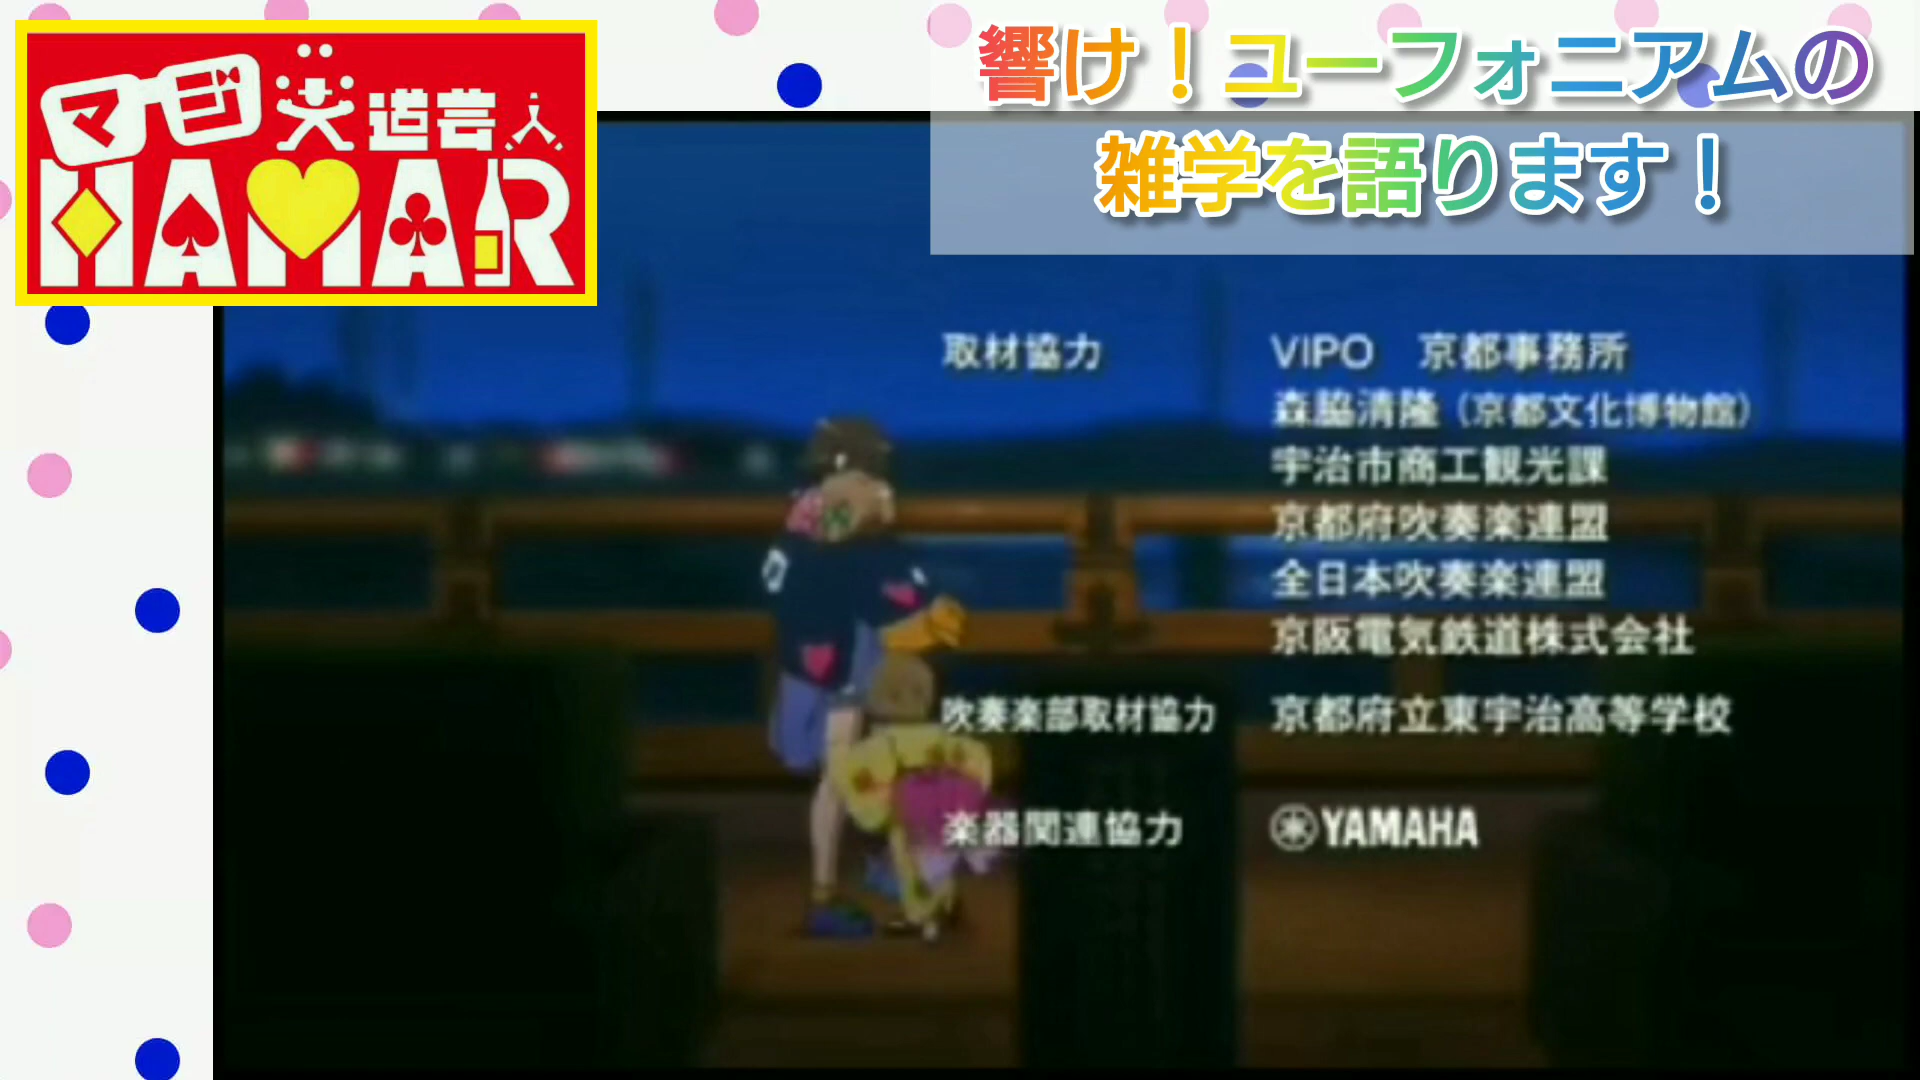 マジ笑道芸人
HAMAR
響け！ユーフォニアムの
雑学を語ります！
取材協力 VIPO 京都事務所
森脇清隆（京都文化博物館）
宇治市商工観光課
京都府吹奏楽連盟
全日本吹奏楽連盟
京阪電気鉄道株式会社
吹奏楽部取材協力 京都府立東宇治高等学校
楽器関連協力 YAMAHA